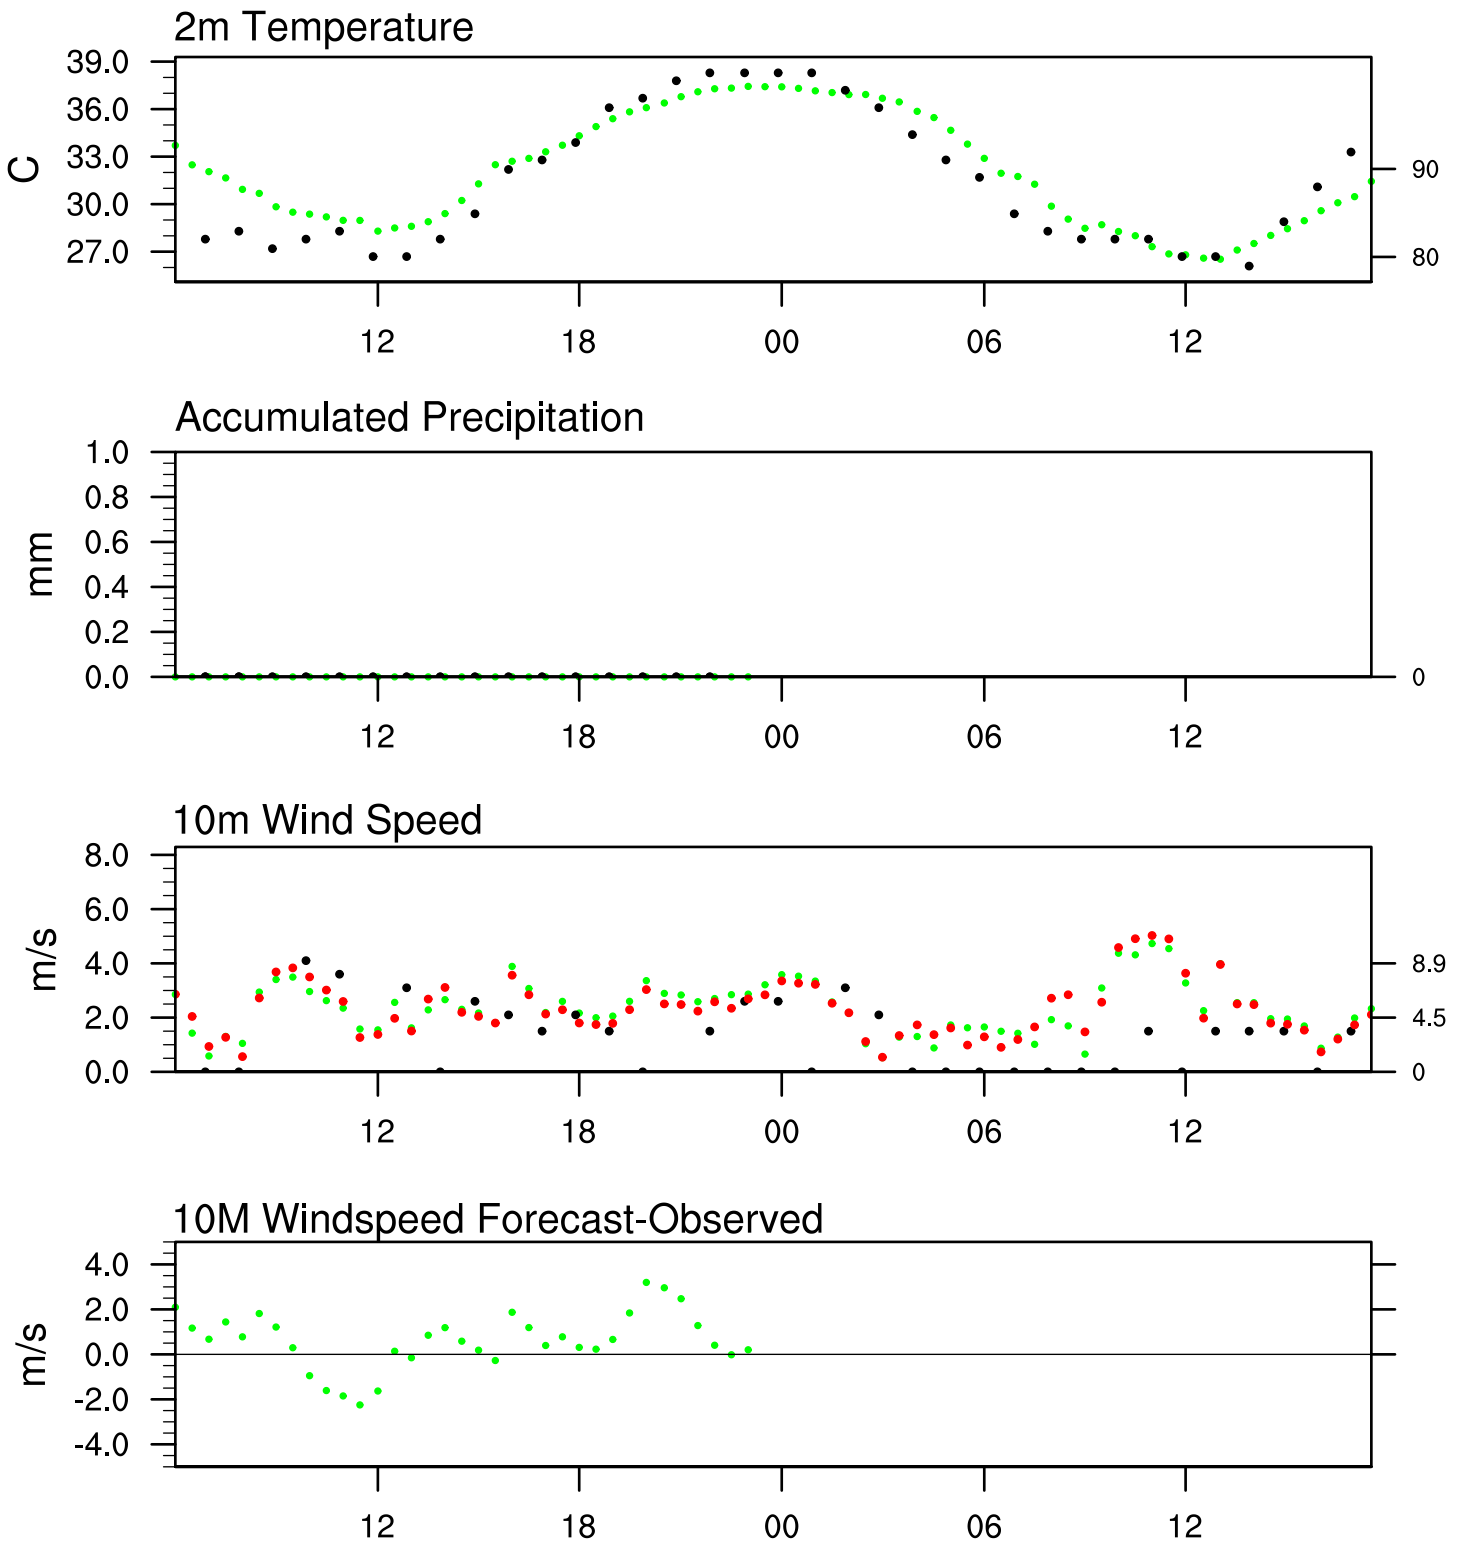 2m Temperature
39.0
36.0
33.0
30.0
27.0
C
90
80
12 18 00 06 12
Accumulated Precipitation
1.0
0.8
0.6
0.4
0.2
0.0
mm
0
12 18 00 06 12
10m Wind Speed
8.0
6.0
4.0
2.0
0.0
m/s
8.9
4.5
0
12 18 00 06 12
10M Windspeed Forecast-Observed
4.0
2.0
0.0
-2.0
-4.0
m/s
12 18 00 06 12